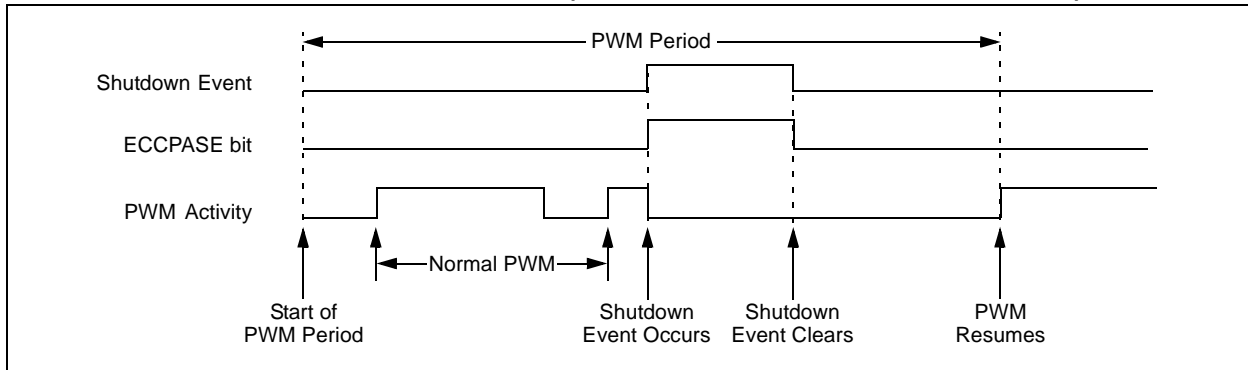 PWM Period
Shutdown Event
ECCPASE bit
PWM Activity
Normal PWM
Start of
PWM Period
Shutdown
Event Occurs
Shutdown
Event Clears
PWM
Resumes